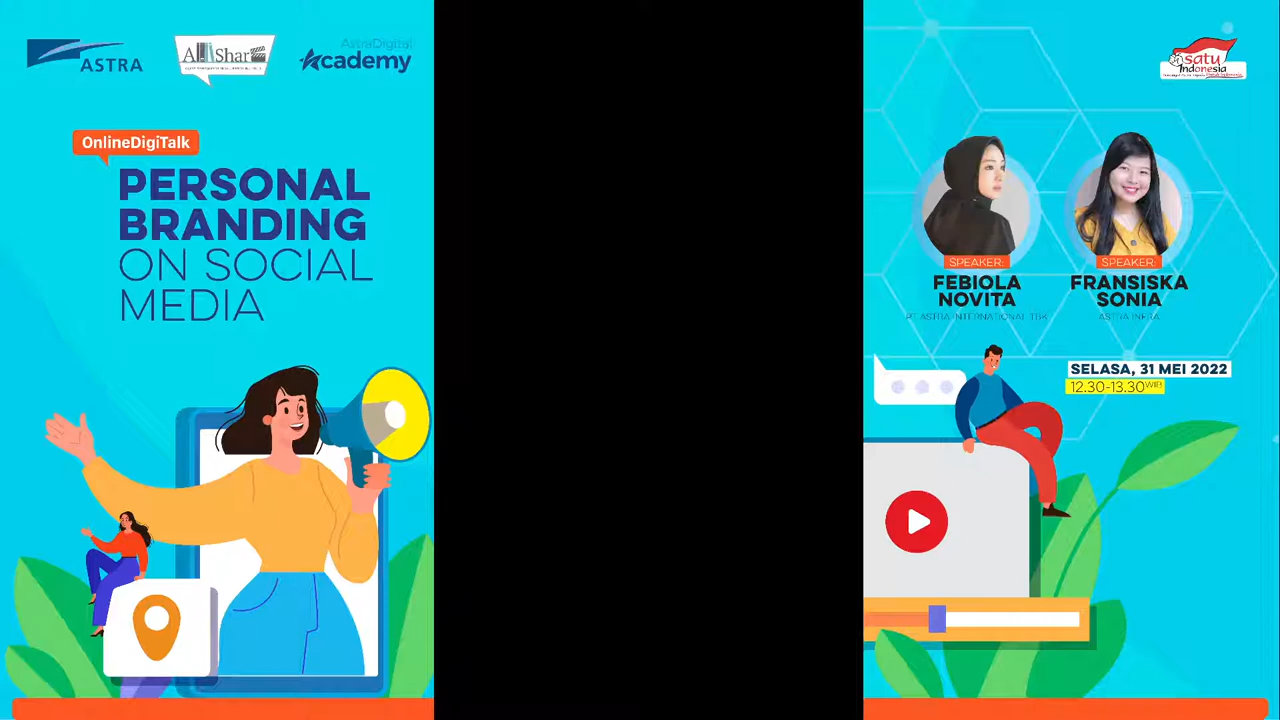 ASTRA
AstraDigital
Academy
OnlineDigiTalk
PERSONAL
BRANDING
ON SOCIAL
MEDIA
satu
Indonesia
SPEAKER:
FEBIOLA
NOVITA
PT ASTRA INTERNATIONAL TBK
SPEAKER:
FRANSISKA
SONIA
ASTRA INFRA
SELASA, 31 MEI 2022
12.30-13.30 WIB